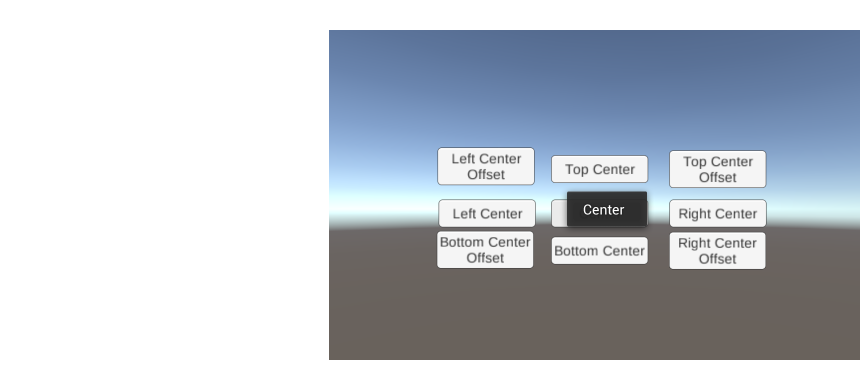 Left Center
Offset
Top Center
Top Center
Offset
Left Center
Center
Right Center
Bottom Center
Offset
Bottom Center
Right Center
Offset